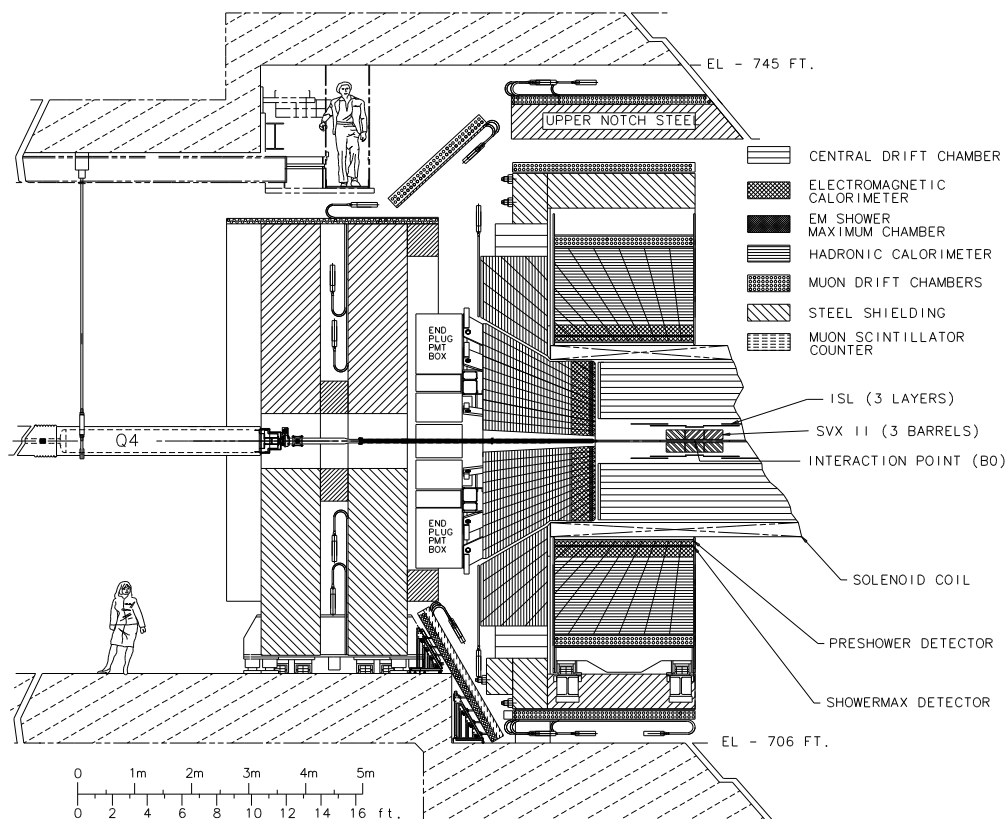 EL - 745 FT.
UPPER NOTCH STEEL
CENTRAL DRIFT CHAMBER
ELECTROMAGNETIC
CALORIMETER
EM SHOWER
MAXIMUM CHAMBER
HADRONIC CALORIMETER
MUON DRIFT CHAMBERS
STEEL SHIELDING
MUON SCINTILLATOR
COUNTER
END
PLUG
PMT
BOX
ISL (3 LAYERS)
SVX II (3 BARRELS)
INTERACTION POINT (B0)
Q4
END
PLUG
PMT
BOX
SOLENOID COIL
PRESHOWER DETECTOR
SHOWERMAX DETECTOR
EL - 706 FT.
0 1m 2m 3m 4m 5m
0 2 4 6 8 10 12 14 16 ft.